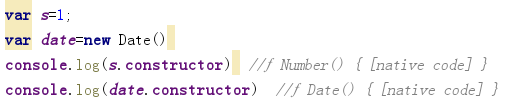 var s=1;
var date=new Date()
console.log(s.constructor) //ƒ Number() { [native code] }
console.log(date.constructor) //ƒ Date() { [native code] }